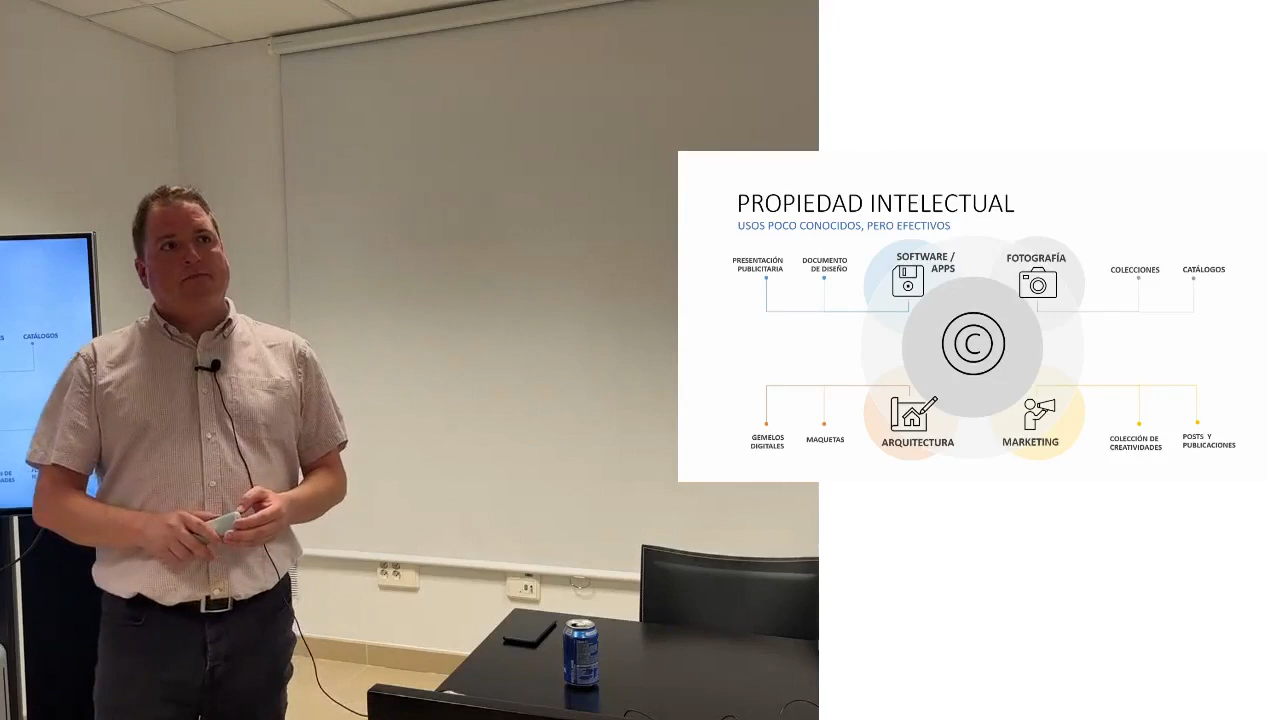 PROPIEDAD INTELECTUAL
USOS POCO CONOCIDOS, PERO EFECTIVOS
PRESENTACIÓN
PUBLICITARIA
DOCUMENTO
DE DISEÑO
SOFTWARE /
APPS
FOTOGRAFÍA
COLECCIONES
CATÁLOGOS
C
GEMELOS
DIGITALES
MAQUETAS
ARQUITECTURA
MARKETING
COLECCIÓN DE
CREATIVIDADES
POSTS Y
PUBLICACIONES
CATÁLOGOS